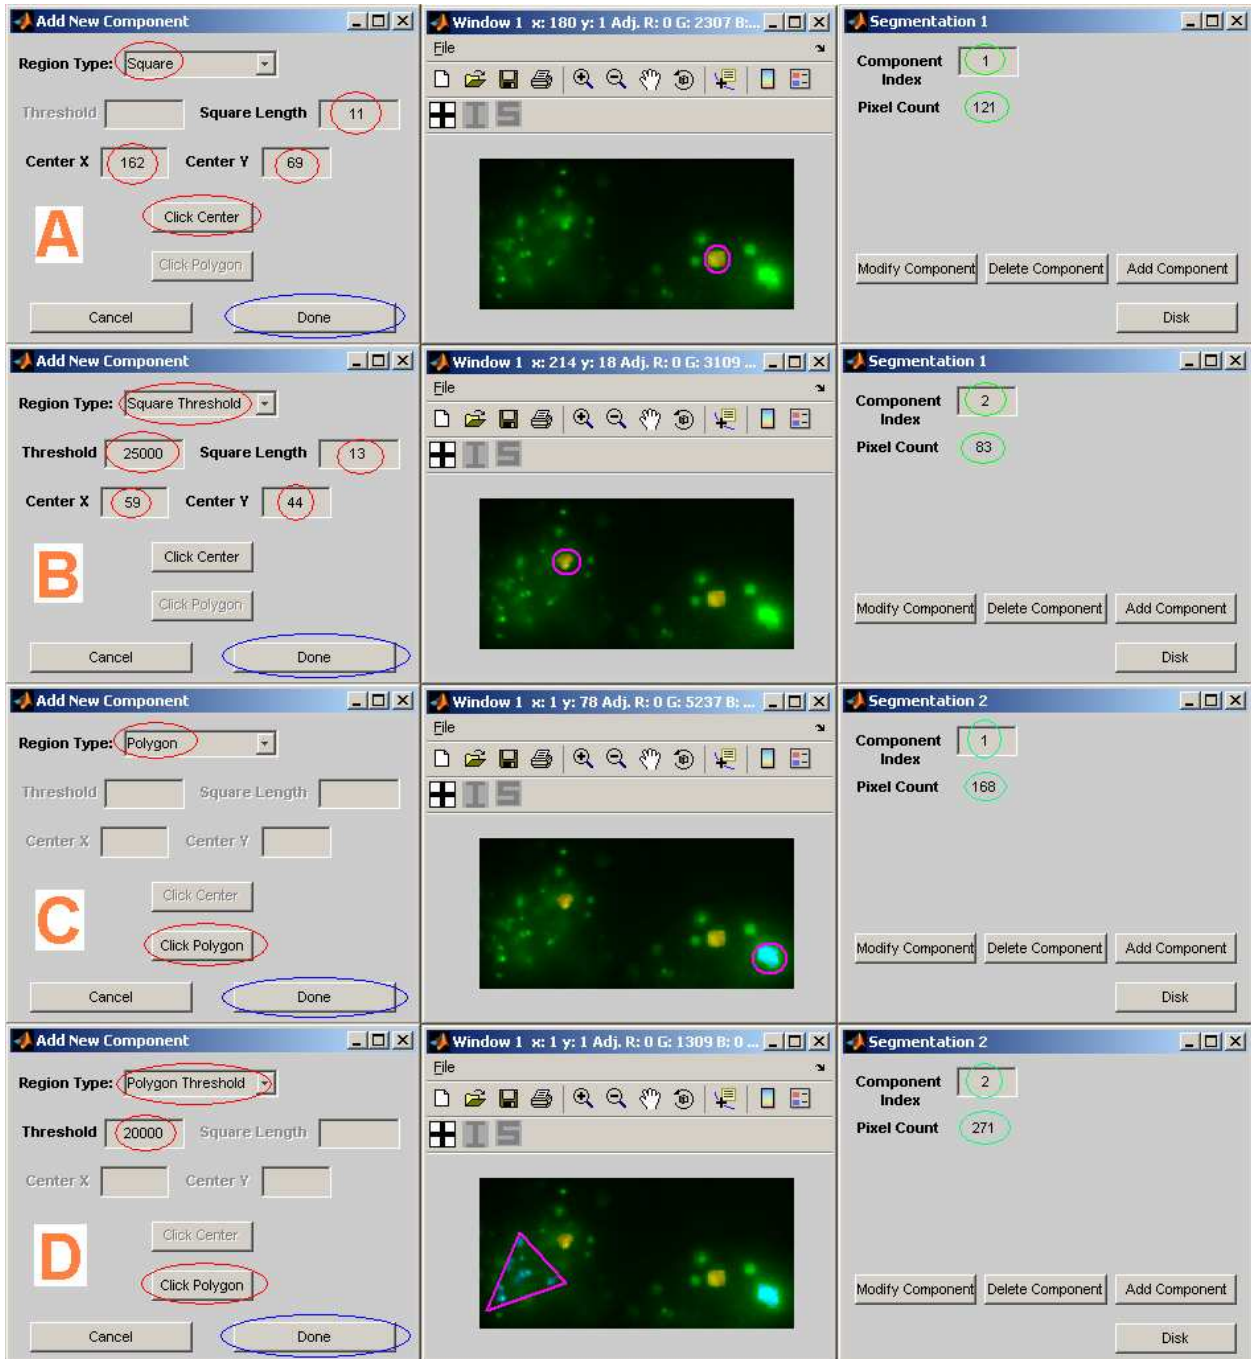 Add New Component
Region Type: Square
Threshold Square Length 11
Center X 162 Center Y 69
A
Click Center
Click Polygon
Cancel Done
Window 1 x: 180 y: 1 Adj. R: 0 G: 2307 B:...
File
Segmentation 1
Component Index 1
Pixel Count 121
Modify Component Delete Component Add Component
Disk
Add New Component
Region Type: Square Threshold
Threshold 25000 Square Length 13
Center X 59 Center Y 44
B
Click Center
Click Polygon
Cancel Done
Window 1 x: 214 y: 18 Adj. R: 0 G: 3109 ...
File
Segmentation 1
Component Index 2
Pixel Count 83
Modify Component Delete Component Add Component
Disk
Add New Component
Region Type: Polygon
Threshold Square Length
Center X Center Y
C
Click Center
Click Polygon
Cancel Done
Window 1 x: 1 y: 78 Adj. R: 0 G: 5237 B: ...
File
Segmentation 2
Component Index 1
Pixel Count 168
Modify Component Delete Component Add Component
Disk
Add New Component
Region Type: Polygon Threshold
Threshold 20000 Square Length
Center X Center Y
D
Click Center
Click Polygon
Cancel Done
Window 1 x: 1 y: 1 Adj. R: 0 G: 1309 B: 0 ...
File
Segmentation 2
Component Index 2
Pixel Count 271
Modify Component Delete Component Add Component
Disk